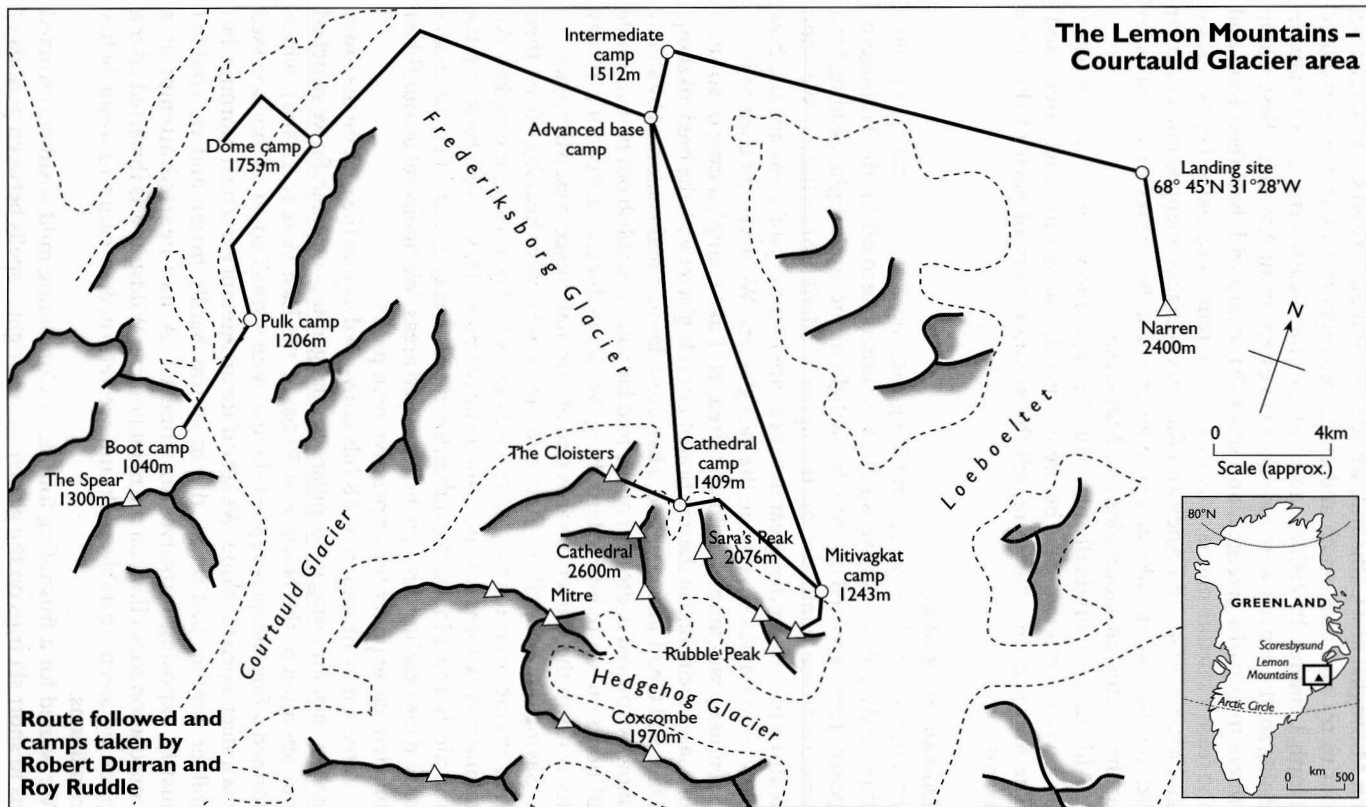 The Lemon Mountains –
Courtauld Glacier area
Intermediate
camp
1512m
Advanced base
camp
Dome camp
1753m
Landing site
68° 45'N 31°28'W
Frederiksborg Glacier
Pulk camp
1206m
Narren
2400m
N
0 4km
Scale (approx.)
Boot camp
1040m
The Spear
1300m
The Cloisters
Cathedral
camp
1409m
Loeboeltet
Cathedral
2600m
Sara's Peak
2076m
Mitivagkat
camp
1243m
Courtauld Glacier
Mitre
Rubble Peak
Hedgehog Glacier
Coxcombe
1970m
80°N
GREENLAND
Scoresbysund
Lemon
Mountains
Arctic Circle
km
0 500
Route followed and
camps taken by
Robert Durran and
Roy Ruddle